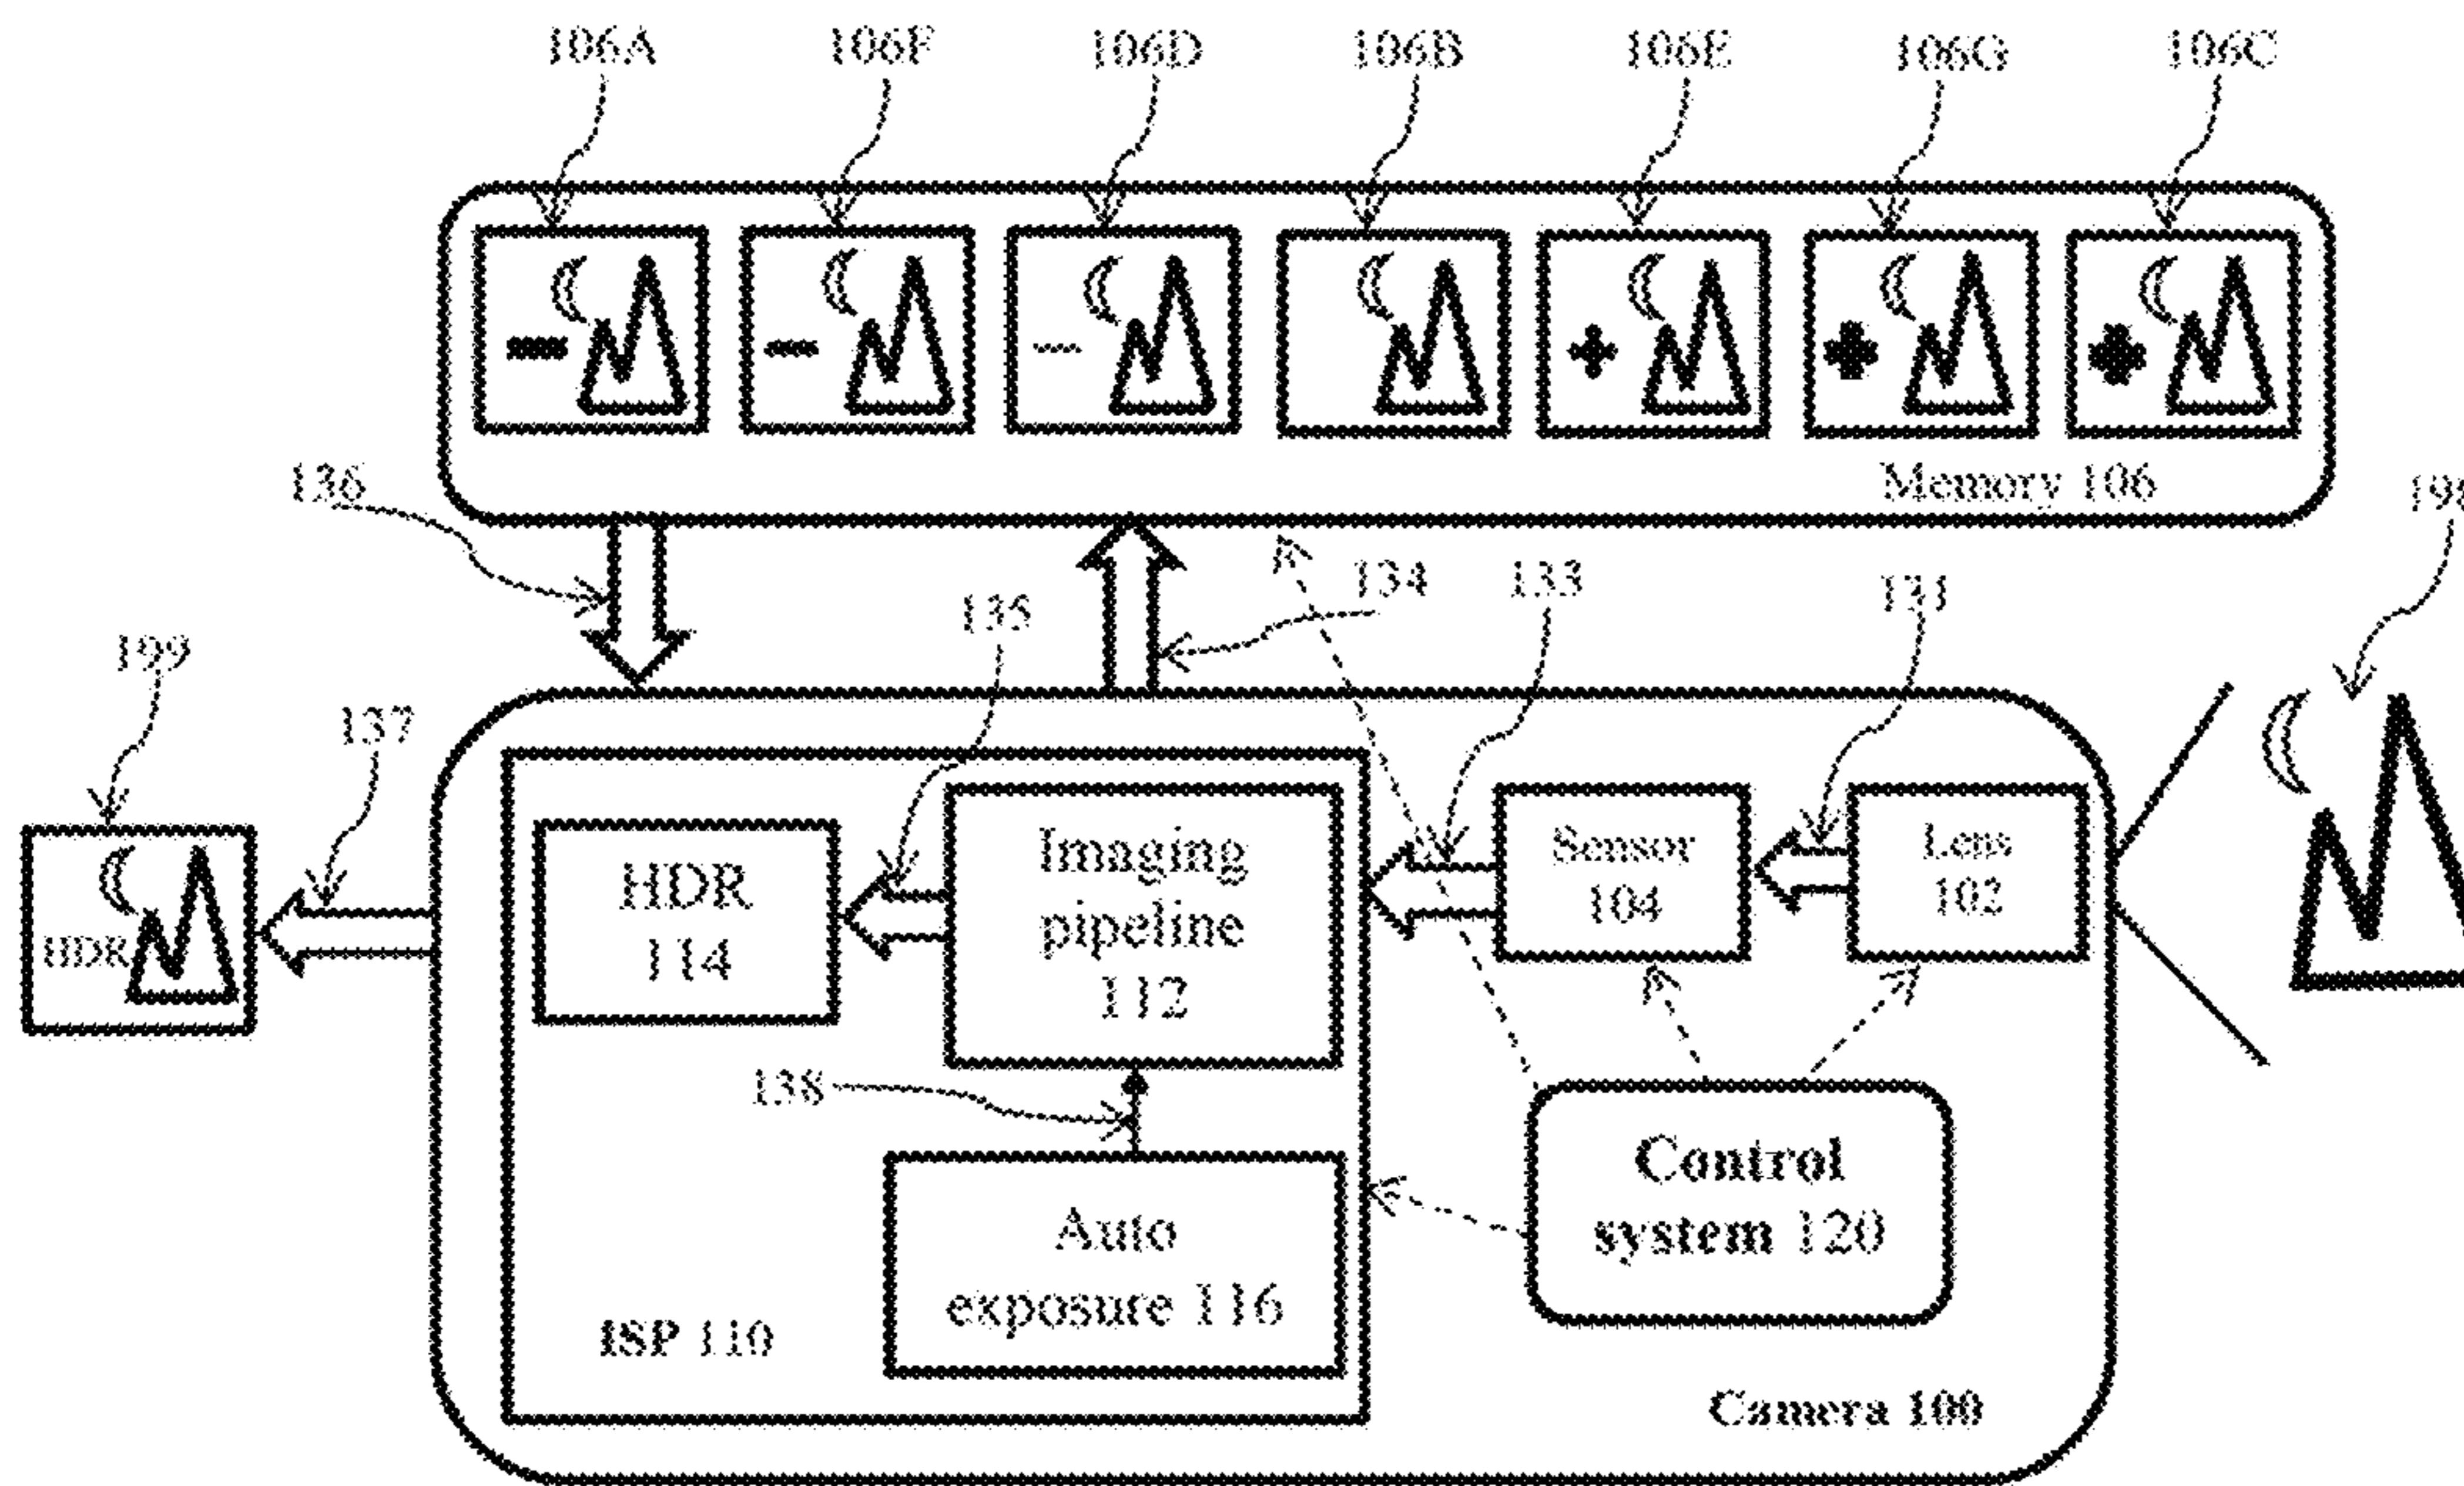 106A 106F 106D 106B 106E 106G 106C
Memory 106
136
134 133 131
135
199
137
HDR
HDR
114
Imaging
pipeline
112
Sensor
104
Lens
102
138
Auto
exposure 116
ISP 110
Control
system 120
Camera 100